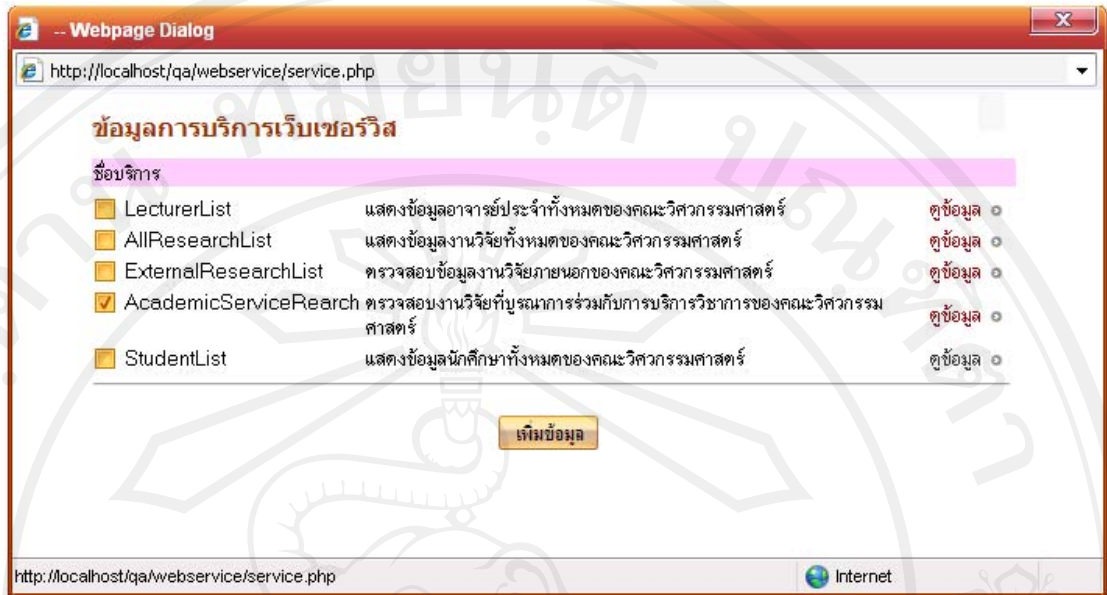 -- Webpage Dialog
http://localhost/qa/webservice/service.php
ข้อมูลการบริการเว็บเซอร์วิส
ชื่อบริการ
LecturerList แสดงข้อมูลอาจารย์ประจำทั้งหมดของคณะวิศวกรรมศาสตร์ ดูข้อมูล
AllResearchList แสดงข้อมูลงานวิจัยทั้งหมดของคณะวิศวกรรมศาสตร์ ดูข้อมูล
ExternalResearchList ตรวจสอบข้อมูลงานวิจัยภายนอกของคณะวิศวกรรมศาสตร์ ดูข้อมูล
AcademicServiceRearch ตรวจสอบงานวิจัยที่บูรณาการร่วมกับการบริการวิชาการของคณะวิศวกรรม
ศาสตร์ ดูข้อมูล
StudentList แสดงข้อมูลนักศึกษาทั้งหมดของคณะวิศวกรรมศาสตร์ ดูข้อมูล
เพิ่มข้อมูล
http://localhost/qa/webservice/service.php Internet